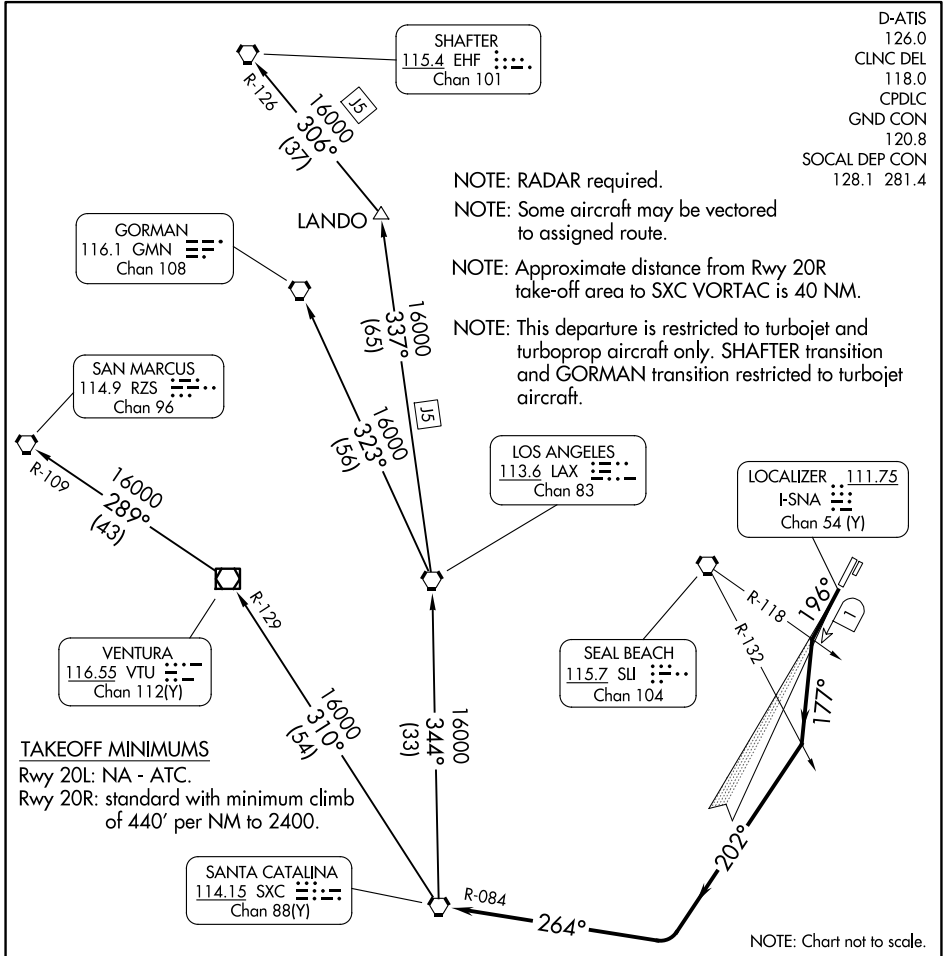 D-ATIS
126.0
CLNC DEL
118.0
CPDLC
GND CON
120.8
SOCAL DEP CON
128.1 281.4
SHAFTER
115.4 EHF
Chan 101
R-126
16000
306°
(37)
J5
NOTE: RADAR required.
NOTE: Some aircraft may be vectored
to assigned route.
NOTE: Approximate distance from Rwy 20R
take-off area to SXC VORTAC is 40 NM.
NOTE: This departure is restricted to turbojet and
turboprop aircraft only. SHAFTER transition
and GORMAN transition restricted to turbojet
aircraft.
LANDO
GORMAN
116.1 GMN
Chan 108
16000
337°
(65)
J5
16000
323°
(56)
SAN MARCUS
114.9 RZS
Chan 96
R-109
16000
289°
(43)
LOS ANGELES
113.6 LAX
Chan 83
LOCALIZER 111.75
I-SNA
Chan 54 (Y)
196°
1
R-118
R-132
177°
SEAL BEACH
115.7 SLI
Chan 104
R-129
VENTURA
116.55 VTU
Chan 112(Y)
16000
310°
(54)
16000
344°
(33)
TAKEOFF MINIMUMS
Rwy 20L: NA - ATC.
Rwy 20R: standard with minimum climb
of 440' per NM to 2400.
202°
SANTA CATALINA
114.15 SXC
Chan 88(Y)
R-084
264°
NOTE: Chart not to scale.